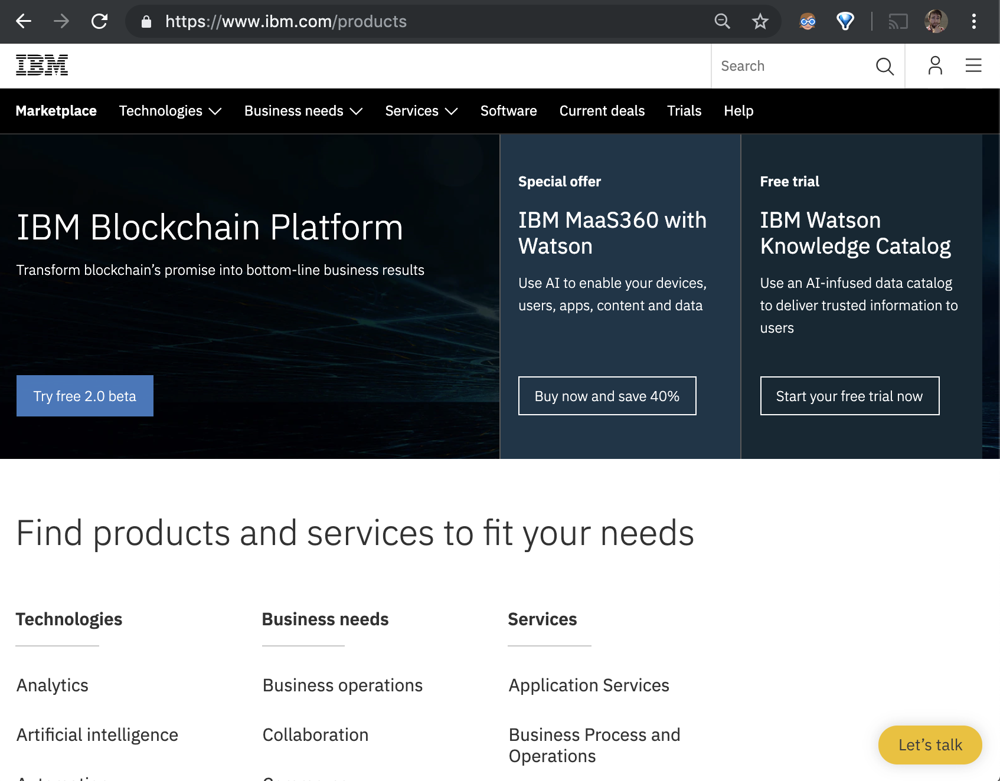 https://www.ibm.com/products
IBM
Search
Marketplace Technologies Business needs Services Software Current deals Trials Help
IBM Blockchain Platform
Transform blockchain’s promise into bottom-line business results
Try free 2.0 beta
Special offer
IBM MaaS360 with
Watson
Use AI to enable your devices,
users, apps, content and data
Buy now and save 40%
Free trial
IBM Watson
Knowledge Catalog
Use an AI-infused data catalog
to deliver trusted information to
users
Start your free trial now
Find products and services to fit your needs
Technologies
Analytics
Artificial intelligence
Business needs
Business operations
Collaboration
Services
Application Services
Business Process and
Operations
Let’s talk